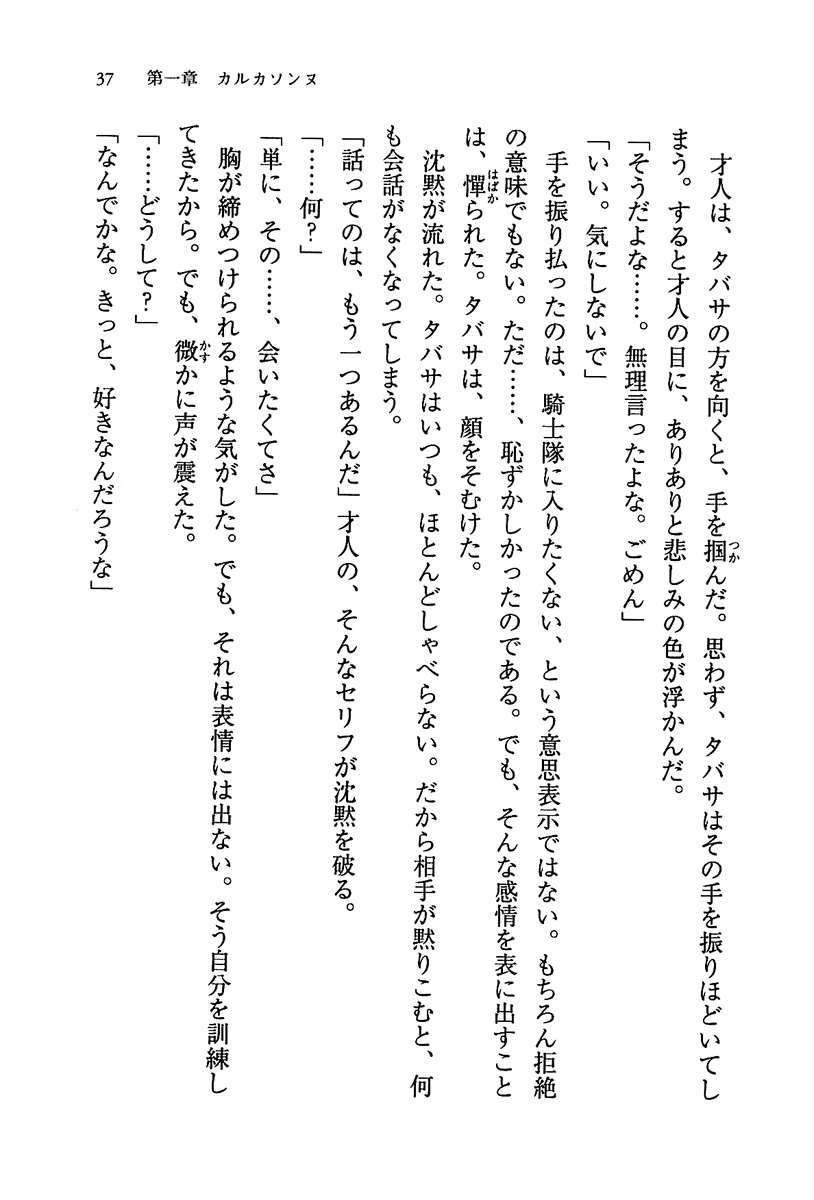 37　第一章　カルカソンヌ
　才人は、タバサの方を向くと、手を掴んだ。思わず、タバサはその手を振りほどいてし
まう。すると才人の目に、ありありと悲しみの色が浮かんだ。
「そうだよな……。無理言ったよな。ごめん」
「いい。気にしないで」
　手を振り払ったのは、騎士隊に入りたくない、という意思表示ではない。もちろん拒絶
の意味でもない。ただ……、恥ずかしかったのである。でも、そんな感情を表に出すこと
は、憚られた。タバサは、顔をそむけた。
　沈黙が流れた。タバサはいつも、ほとんどしゃべらない。だから相手が黙りこむと、何
も会話がなくなってしまう。
「話ってのは、もう一つあるんだ」才人の、そんなセリフが沈黙を破る。
「……何？」
「単に、その……、会いたくてさ」
　胸が締めつけられるような気がした。でも、それは表情には出ない。そう自分を訓練し
てきたから。でも、微かに声が震えた。
「……どうして？」
「なんでかな。きっと、好きなんだろうな」